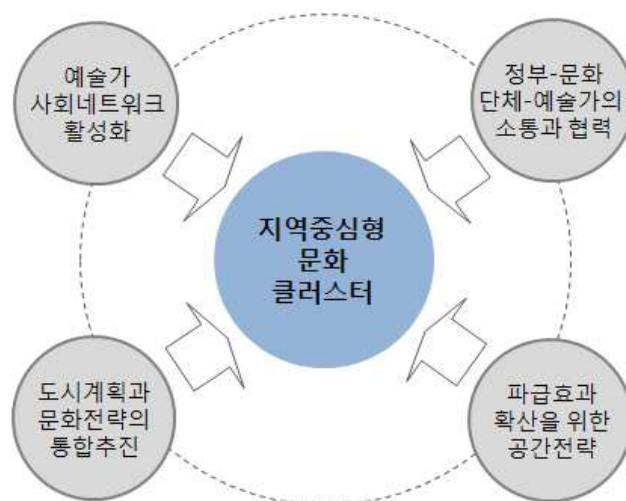 예술가
사회네트워크
활성화
정부-문화
단체-예술가의
소통과 협력
지역중심형
문화
클러스터
도시계획과
문화전략의
통합추진
파급효과
확산을 위한
공간전략